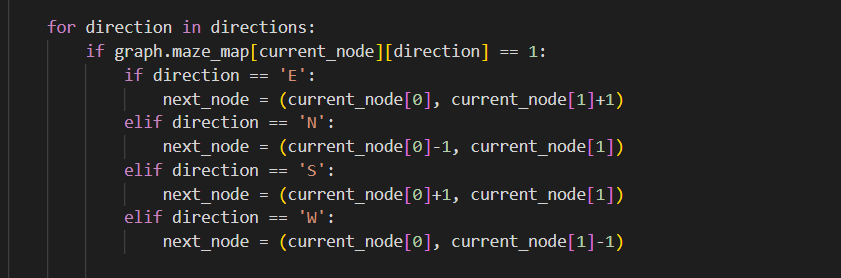 for direction in directions:
if graph.maze_map[current_node][direction] == 1:
if direction == 'E':
next_node = (current_node[0], current_node[1]+1)
elif direction == 'N':
next_node = (current_node[0]-1, current_node[1])
elif direction == 'S':
next_node = (current_node[0]+1, current_node[1])
elif direction == 'W':
next_node = (current_node[0], current_node[1]-1)